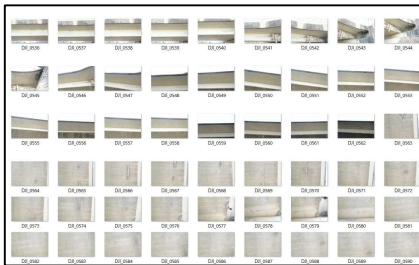 DJI_0536 DJI_0537 DJI_0538 DJI_0539 DJI_0540 DJI_0541 DJI_0542 DJI_0543 DJI_0544
DJI_0545 DJI_0546 DJI_0547 DJI_0548 DJI_0549 DJI_0550 DJI_0551 DJI_0552 DJI_0553
DJI_0555 DJI_0556 DJI_0557 DJI_0558 DJI_0559 DJI_0560 DJI_0561 DJI_0562 DJI_0563
DJI_0564 DJI_0565 DJI_0566 DJI_0567 DJI_0568 DJI_0569 DJI_0570 DJI_0571 DJI_0572
DJI_0573 DJI_0574 DJI_0575 DJI_0576 DJI_0577 DJI_0578 DJI_0579 DJI_0580 DJI_0581
DJI_0582 DJI_0583 DJI_0584 DJI_0585 DJI_0586 DJI_0587 DJI_0588 DJI_0589 DJI_0590